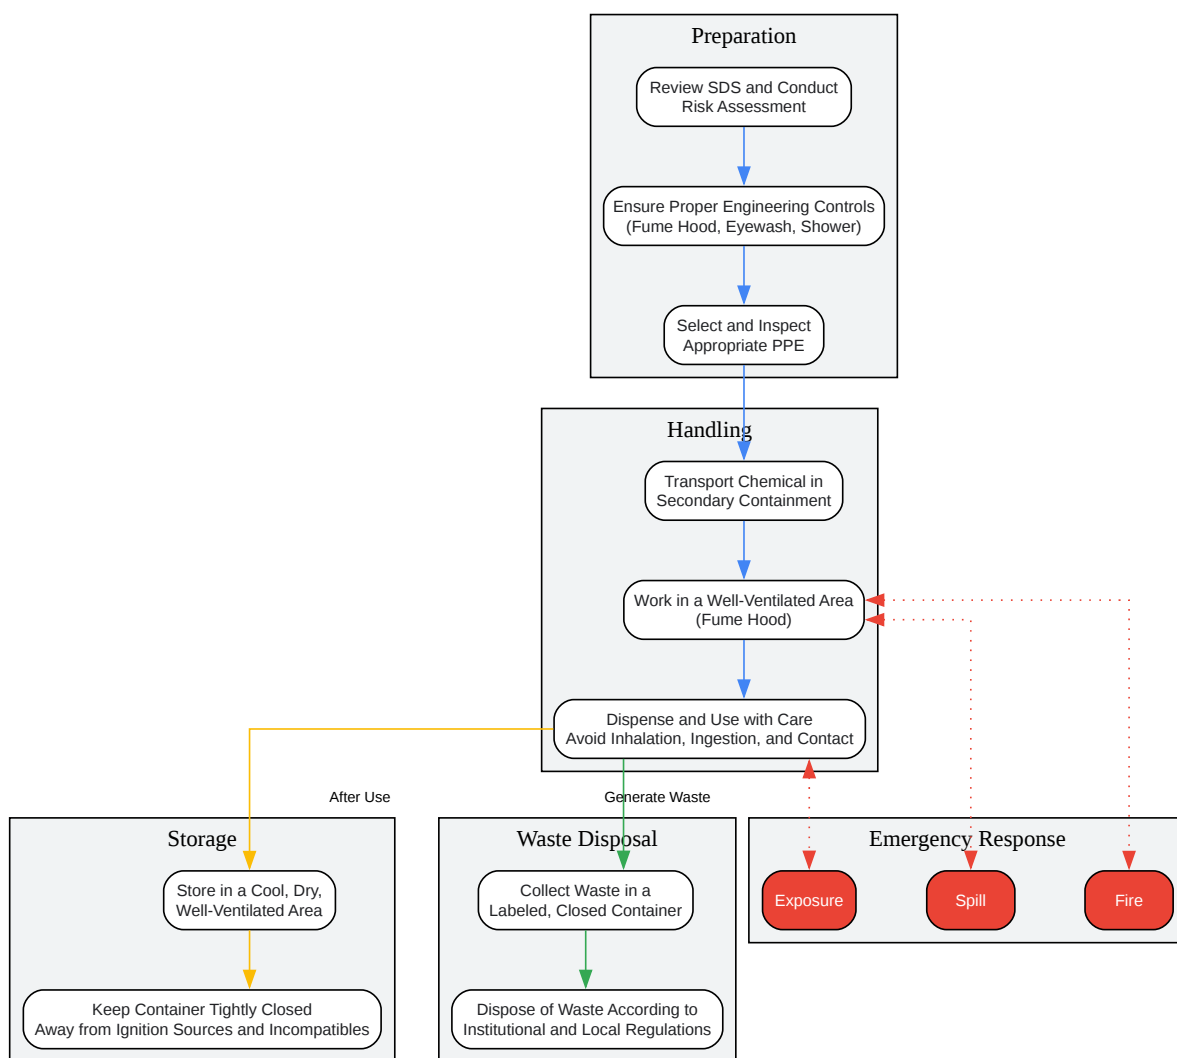 Preparation
Review SDS and Conduct
Risk Assessment
Ensure Proper Engineering Controls
(Fume Hood, Eyewash, Shower)
Select and Inspect
Appropriate PPE
Handling
Transport Chemical in
Secondary Containment
Work in a Well-Ventilated Area
(Fume Hood)
Dispense and Use with Care
Avoid Inhalation, Ingestion, and Contact
After Use
Generate Waste
Storage
Store in a Cool, Dry,
Well-Ventilated Area
Keep Container Tightly Closed
Away from Ignition Sources and Incompatibles
Waste Disposal
Collect Waste in a
Labeled, Closed Container
Dispose of Waste According to
Institutional and Local Regulations
Emergency Response
Exposure
Spill
Fire